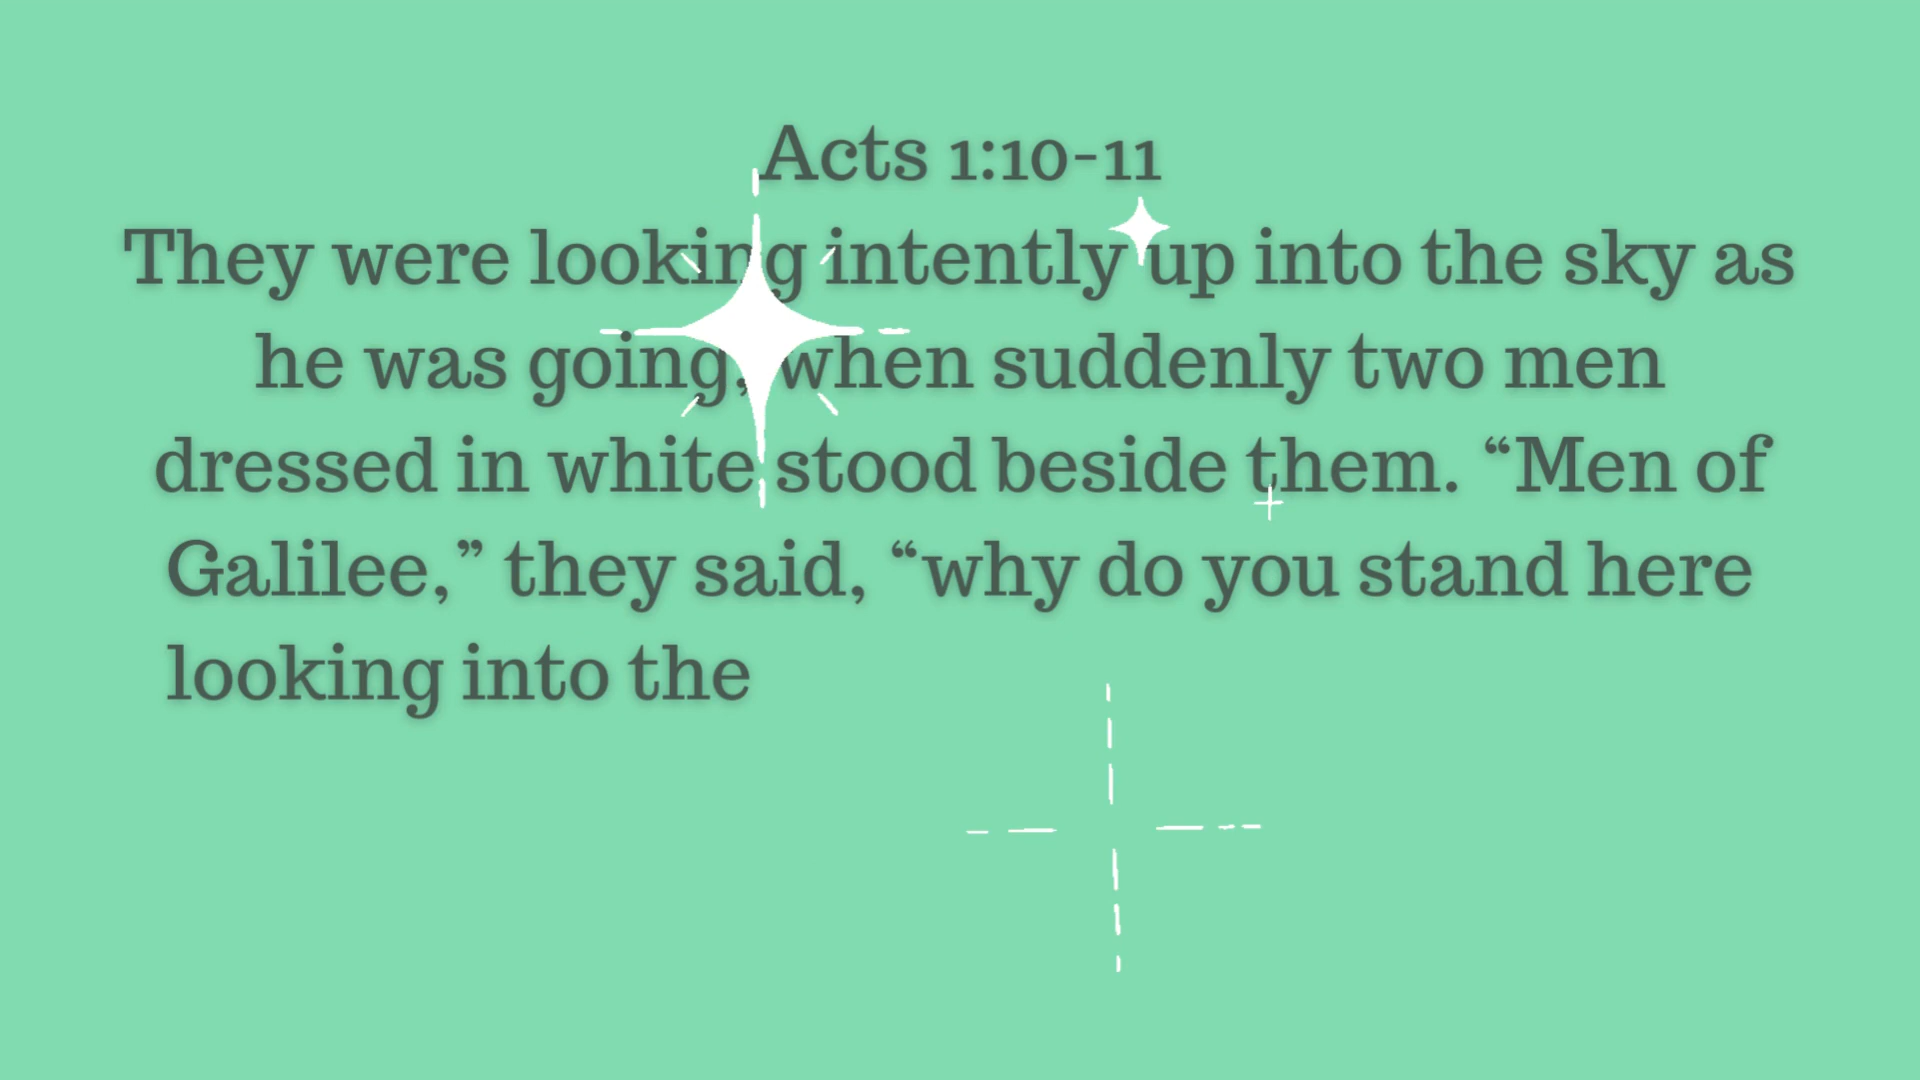 Acts 1:10-11
They were looking intently up into the sky as
he was going, when suddenly two men
dressed in white stood beside them. “Men of
Galilee,” they said, “why do you stand here
looking into the